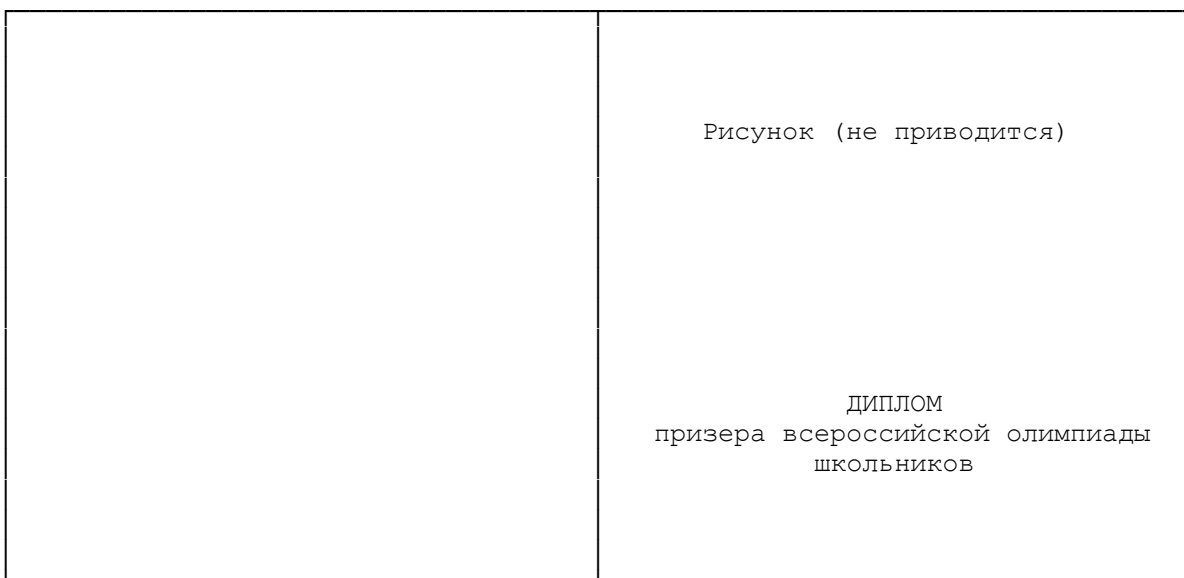 Рисунок (не приводится)
ДИПЛОМ
призера всероссийской олимпиады
школьников